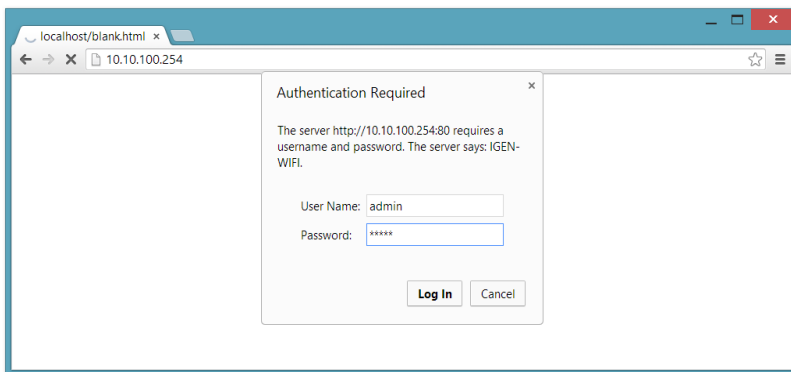 localhost/blank.html ×
10.10.100.254
Authentication Required
The server http://10.10.100.254:80 requires a
username and password. The server says: IGEN-
WIFI.
User Name: admin
Password: *****
Log In Cancel